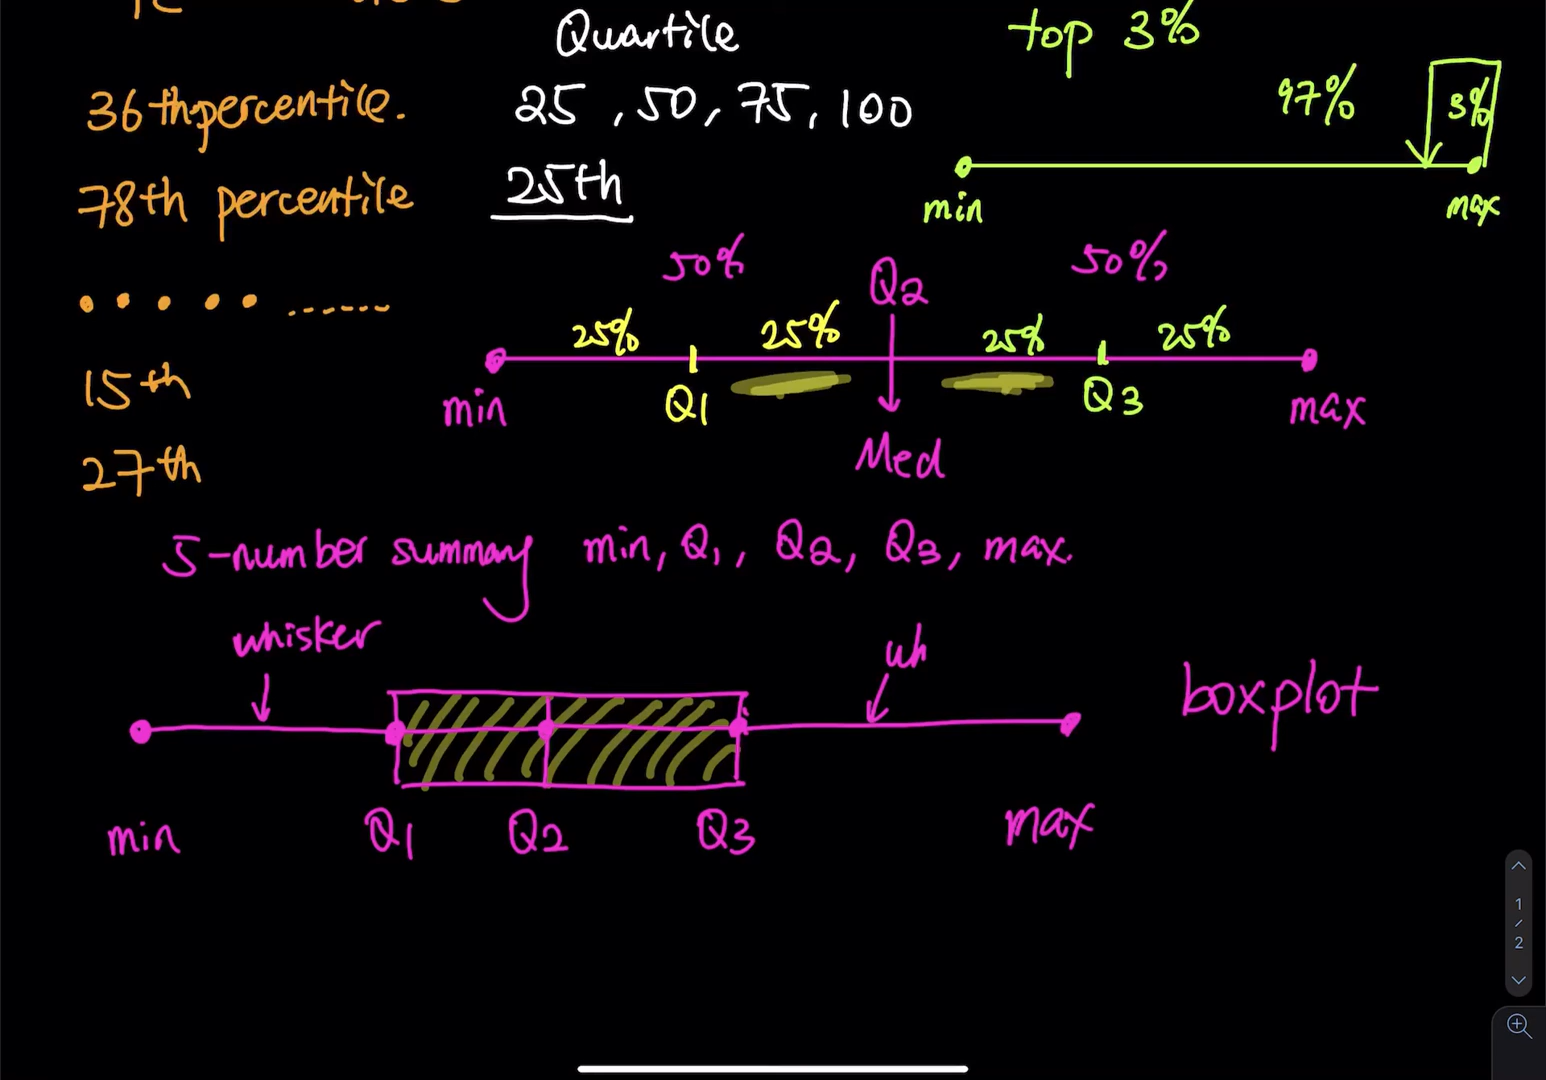 Quartile
top 3%
36thpercentile.
25, 50, 75, 100
97%
3%
78th percentile
25th
min
max
50%
Q2
50%
25%
25%
25%
25%
min
Q1
Q3
max
Med
15th
27th
5-number summary min, Q1, Q2, Q3, max.
whisker
wh
boxplot
min
Q1
Q2
Q3
max
1
/
2